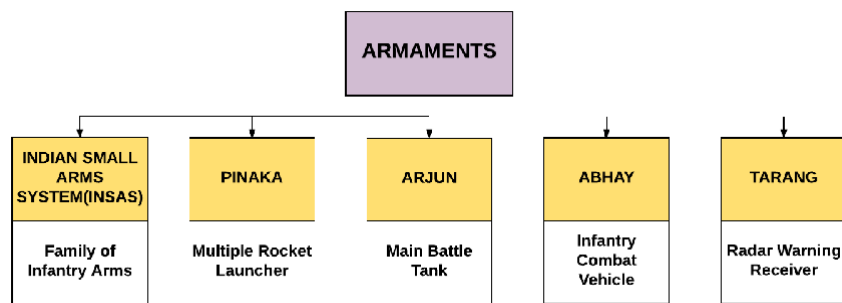 ARMAMENTS
INDIAN SMALL
ARMS
SYSTEM(INSAS)
Family of
Infantry Arms
PINAKA
Multiple Rocket
Launcher
ARJUN
Main Battle
Tank
ABHAY
Infantry
Combat
Vehicle
TARANG
Radar Warning
Receiver